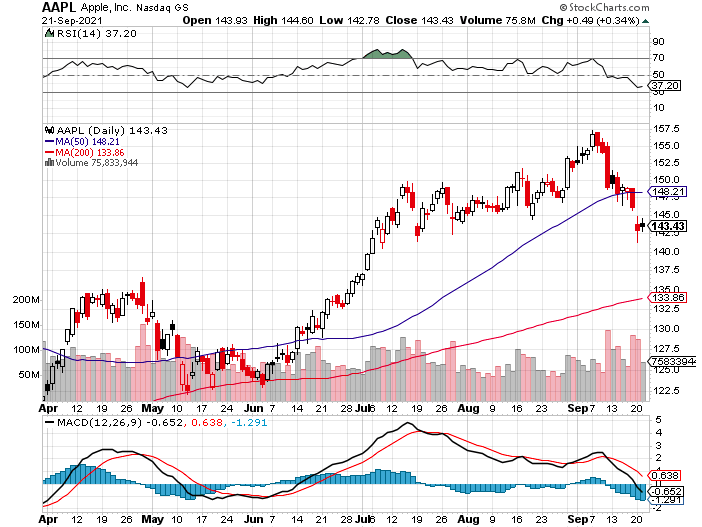 AAPL Apple, Inc. Nasdaq GS © StockCharts.com
21-Sep-2021 Open 143.93 High 144.60 Low 142.78 Close 143.43 Volume 75.8M Chg +0.49 (+0.34%)
RSI(14) 37.20
90
70
50
37.20
30
10
AAPL (Daily) 143.43
MA(50) 148.21
MA(200) 133.86
Volume 75,833,944
157.5
155.0
152.5
150.0
148.21
147.5
145.0
143.43
142.5
140.0
137.5
135.0
133.86
132.5
130.0
127.5
75833944
125.0
122.5
200M
150M
100M
50M
Apr 12 19 26 May 10 17 24 Jun 7 14 21 28 Jul 6 12 19 26 Aug 9 16 23 Sep 7 13 20
MACD(12,26,9) -0.652, 0.638, -1.291
5
4
3
2
1
0.638
-0.652
-1.291
-2
Apr 12 19 26 May 10 17 24 Jun 7 14 21 28 Jul 6 12 19 26 Aug 9 16 23 Sep 7 13 20